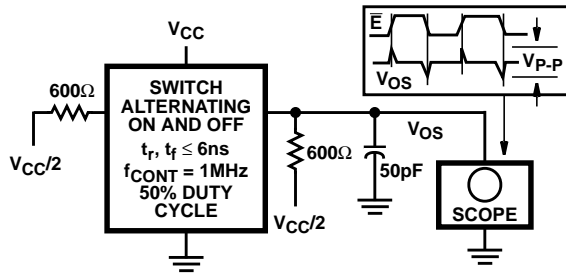 V_CC
E̅
V_P-P
V_OS
600Ω
V_CC/2
SWITCH
ALTERNATING
ON AND OFF
t_r, t_f ≤ 6ns
f_CONT = 1MHz
50% DUTY
CYCLE
600Ω
V_CC/2
50pF
V_OS
SCOPE